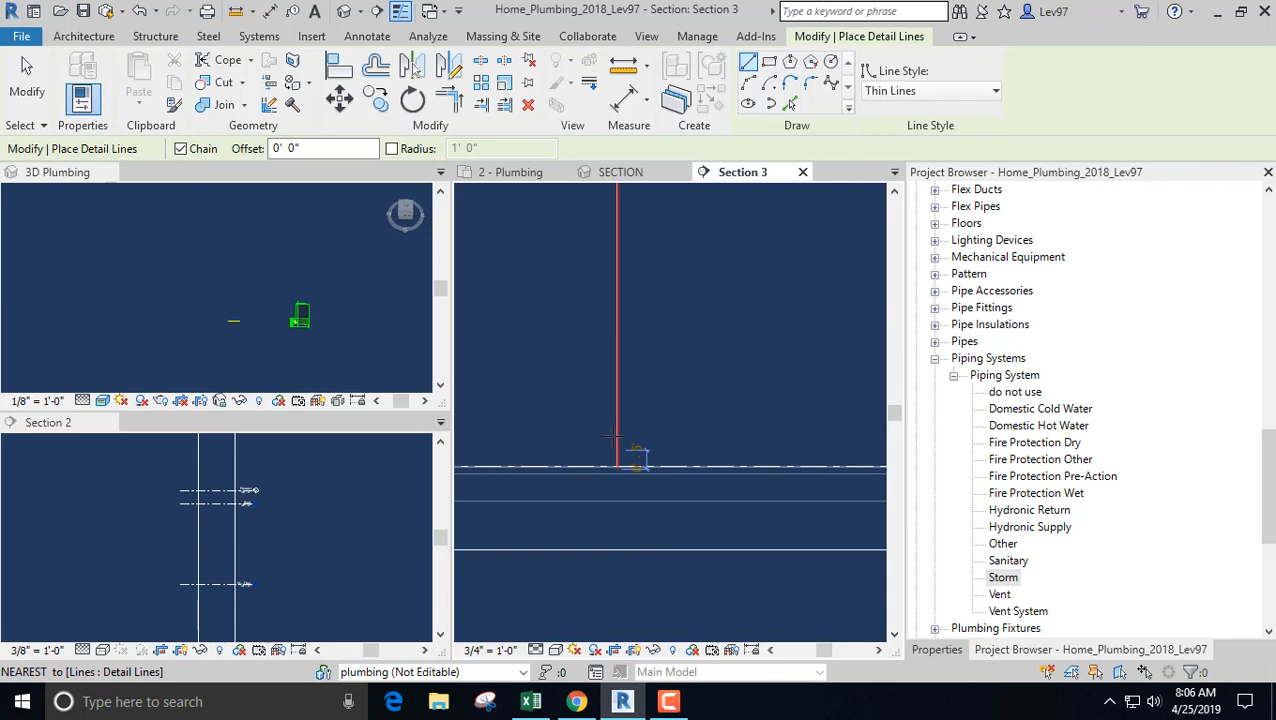 Home_Plumbing_2018_Lev97 - Section: Section 3
Type a keyword or phrase
Lev97
File
Architecture
Structure
Steel
Systems
Insert
Annotate
Analyze
Massing & Site
Collaborate
View
Manage
Add-Ins
Modify | Place Detail Lines
Modify
Paste
Cope
Cut
Join
Line Style:
Thin Lines
Select
Properties
Clipboard
Geometry
Modify
View
Measure
Create
Draw
Line Style
Modify | Place Detail Lines
Chain
Offset:
0' 0"
Radius:
1' 0"
3D Plumbing
2 - Plumbing
SECTION
Section 3
Project Browser - Home_Plumbing_2018_Lev97
Flex Ducts
Flex Pipes
Floors
Lighting Devices
Mechanical Equipment
Pattern
Pipe Accessories
Pipe Fittings
Pipe Insulations
Pipes
Piping Systems
Piping System
do not use
Domestic Cold Water
Domestic Hot Water
Fire Protection Dry
Fire Protection Other
Fire Protection Pre-Action
Fire Protection Wet
Hydronic Return
Hydronic Supply
Other
Sanitary
Storm
Vent
Vent System
Plumbing Fixtures
1/8" = 1'-0"
Section 2
3/8" = 1'-0"
3/4" = 1'-0"
Properties
Project Browser - Home_Plumbing_2018_Lev97
NEAREST to [Lines : Detail Lines]
plumbing (Not Editable)
:0
Main Model
:0
Type here to search
8:06 AM
4/25/2019